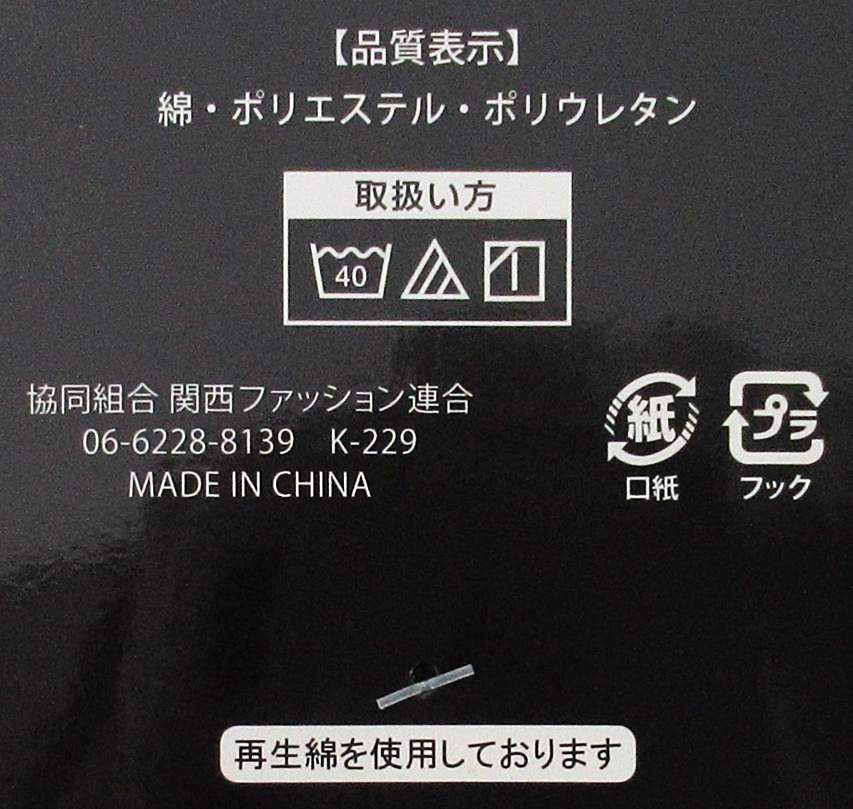 【品質表示】
綿・ポリエステル・ポリウレタン
取扱い方
40
協同組合 関西ファッション連合
06-6228-8139 K-229
MADE IN CHINA
紙
口紙
プラ
フック
再生綿を使用しております